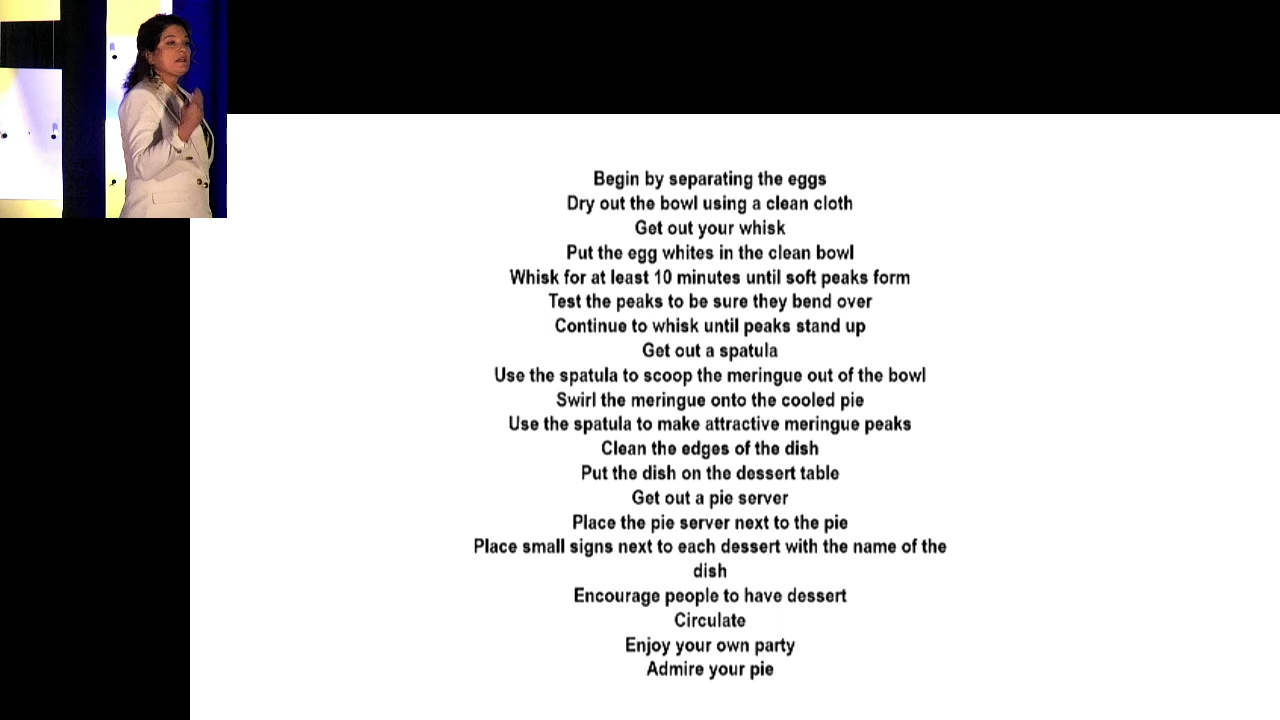 Begin by separating the eggs
Dry out the bowl using a clean cloth
Get out your whisk
Put the egg whites in the clean bowl
Whisk for at least 10 minutes until soft peaks form
Test the peaks to be sure they bend over
Continue to whisk until peaks stand up
Get out a spatula
Use the spatula to scoop the meringue out of the bowl
Swirl the meringue onto the cooled pie
Use the spatula to make attractive meringue peaks
Clean the edges of the dish
Put the dish on the dessert table
Get out a pie server
Place the pie server next to the pie
Place small signs next to each dessert with the name of the
dish
Encourage people to have dessert
Circulate
Enjoy your own party
Admire your pie